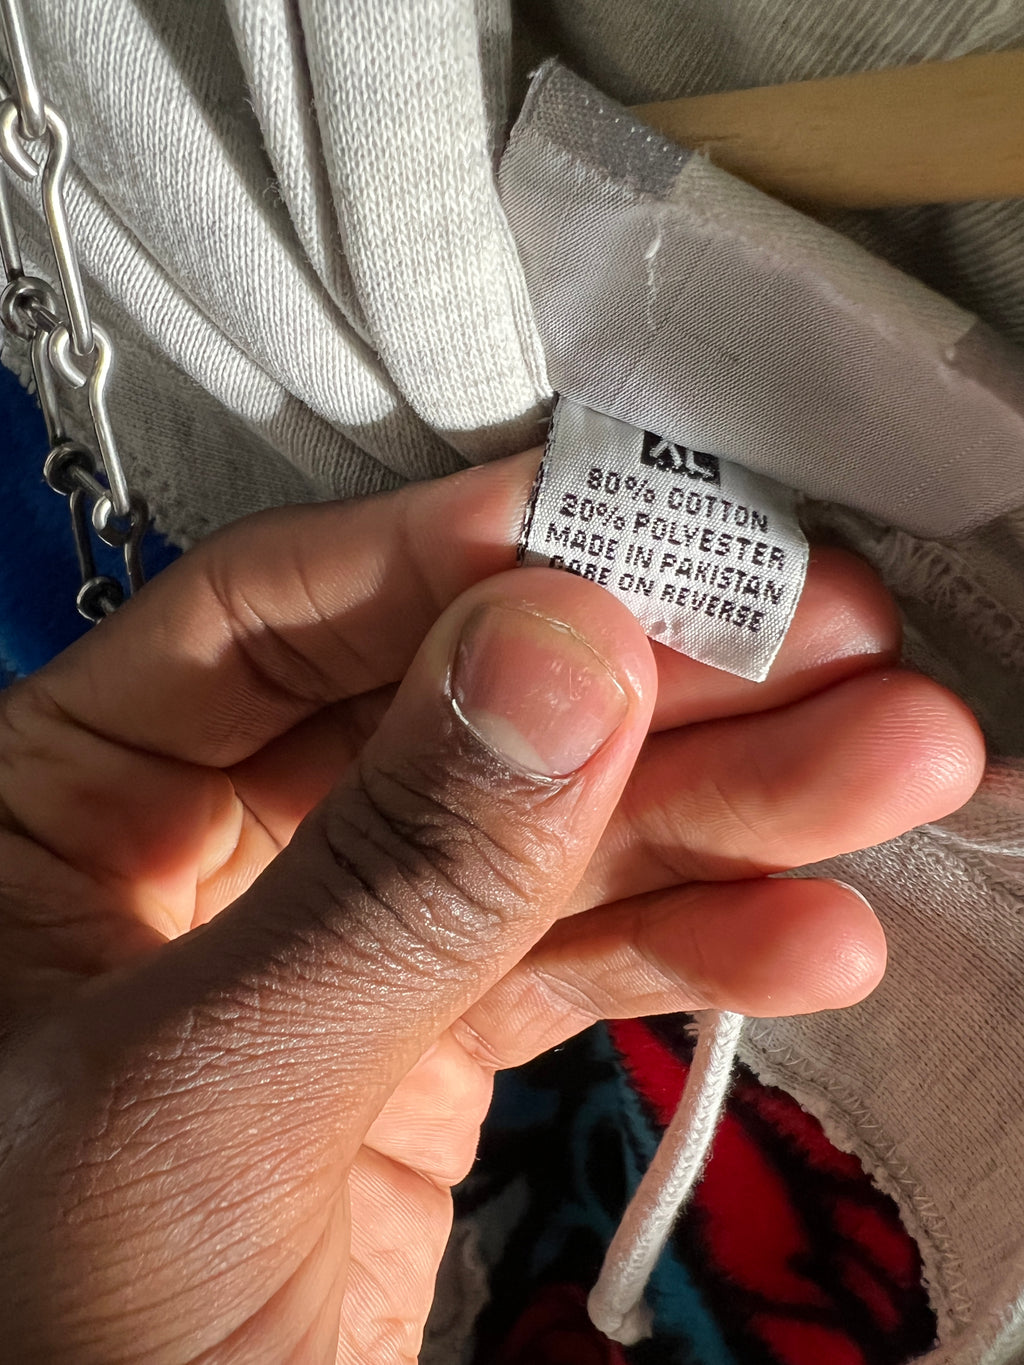 XL
80% COTTON
20% POLYESTER
MADE IN PAKISTAN
CARE ON REVERSE